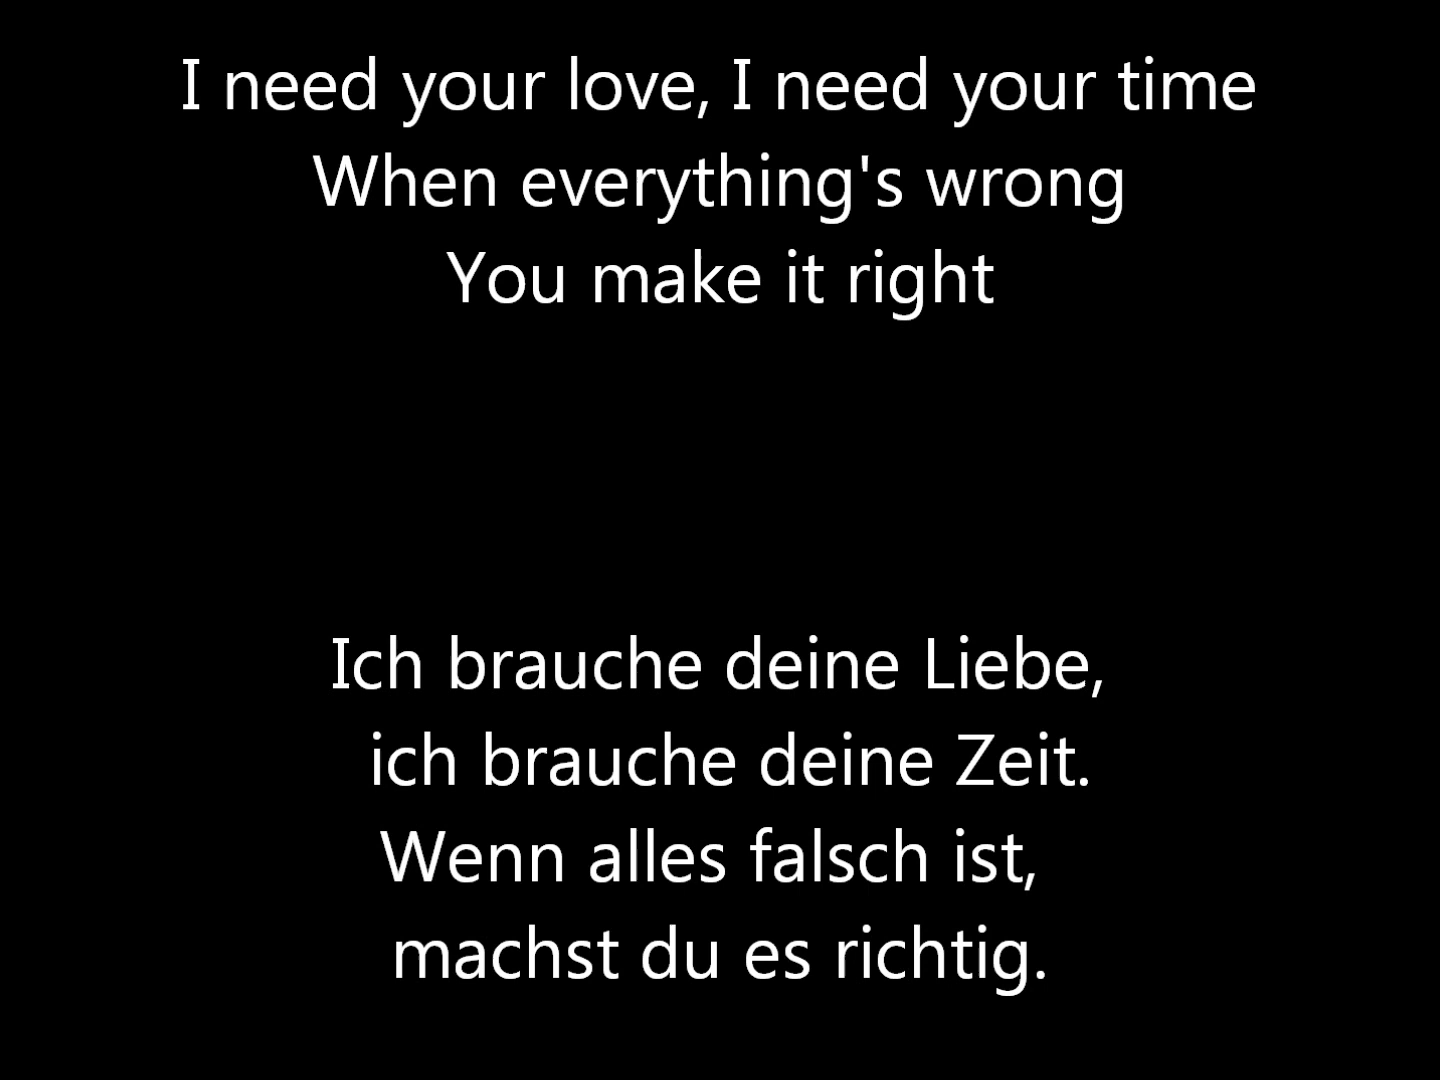 I need your love, I need your time
When everything's wrong
You make it right
Ich brauche deine Liebe,
ich brauche deine Zeit.
Wenn alles falsch ist,
machst du es richtig.